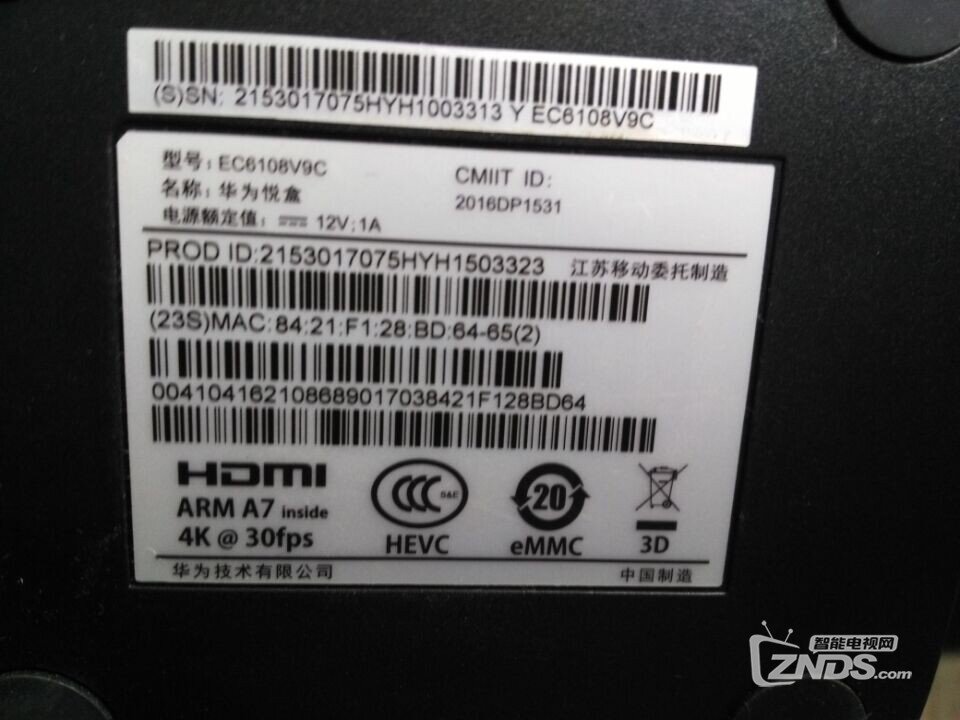 (S)SN: 2153017075HYH1003313 Y EC6108V9C
型号: EC6108V9C
CMIIT ID:
名称: 华为悦盒
2016DP1531
电源额定值: 12V;1A
PROD ID:2153017075HYH1503323 江苏移动委托制造
(23S)MAC:84:21:F1:28:BD:64-65(2)
004104162108689017038421F128BD64
HDMI
ARM A7 inside
4K @ 30fps
CCC S&E
HEVC
20
eMMC
3D
华为技术有限公司 中国制造
智能电视网
ZNDS.com